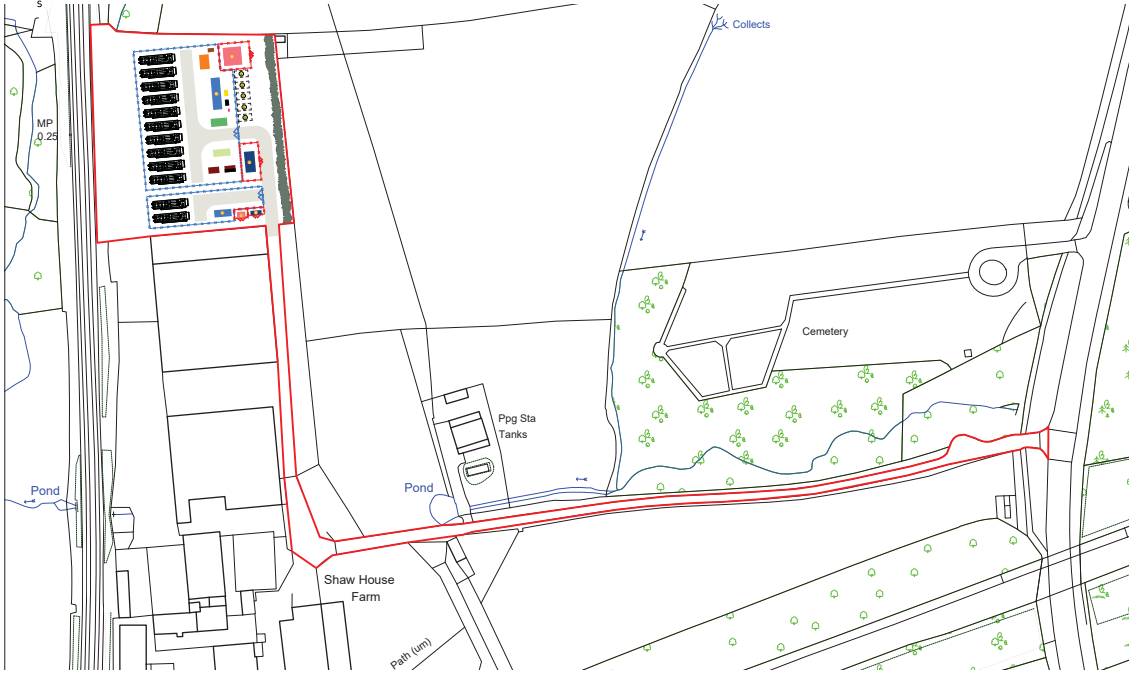 s
Collects
MP
0.25
Cemetery
Ppg Sta
Tanks
Pond
Pond
Shaw House
Farm
Path (um)